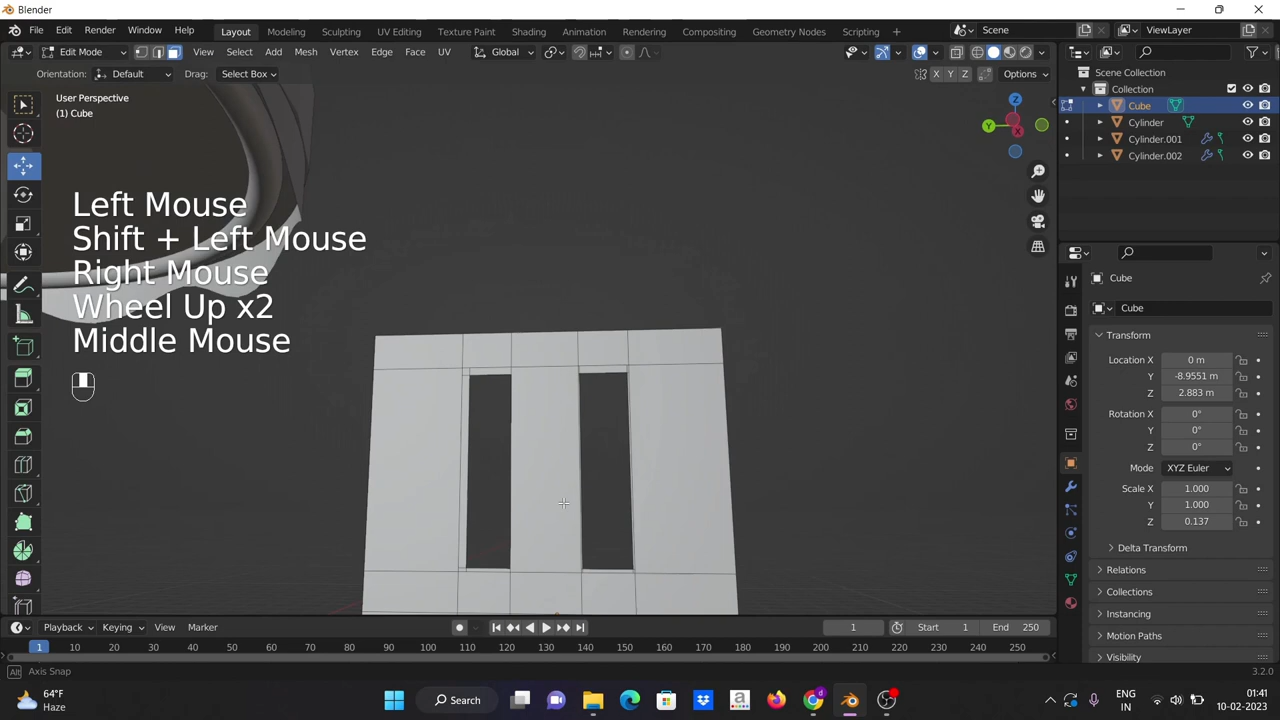 Blender
File Edit Render Window Help Layout Modeling Sculpting UV Editing Texture Paint Shading Animation Rendering Compositing Geometry Nodes Scripting + Scene ViewLayer
Edit Mode View Select Add Mesh Vertex Edge Face UV Global
Orientation: Default Drag: Select Box X Y Z Options
User Perspective
(1) Cube
Left Mouse
Shift + Left Mouse
Right Mouse
Wheel Up x2
Middle Mouse
Z
Y
X
Scene Collection
Collection
Cube
Cylinder
Cylinder.001
Cylinder.002
Cube
Cube
Transform
Location X 0 m
Y -8.9551 m
Z 2.883 m
Rotation X 0°
Y 0°
Z 0°
Mode XYZ Euler
Scale X 1.000
Y 1.000
Z 0.137
Delta Transform
Relations
Collections
Instancing
Motion Paths
Visibility
Playback Keying View Marker 1 Start 1 End 250
1 10 20 30 40 50 60 70 80 90 100 110 120 130 140 150 160 170 180 190 200 210 220 230 240 250
Alt Axis Snap 3.2.0
64°F
Haze
Search
ENG
IN
01:41
10-02-2023